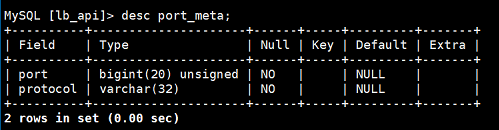 MySQL [lb_api]> desc port_meta;
+----------+---------------------+------+-----+---------+-------+
| Field    | Type                | Null | Key | Default | Extra |
+----------+---------------------+------+-----+---------+-------+
| port     | bigint(20) unsigned | NO   |     | NULL    |       |
| protocol | varchar(32)         | NO   |     | NULL    |       |
+----------+---------------------+------+-----+---------+-------+
2 rows in set (0.00 sec)